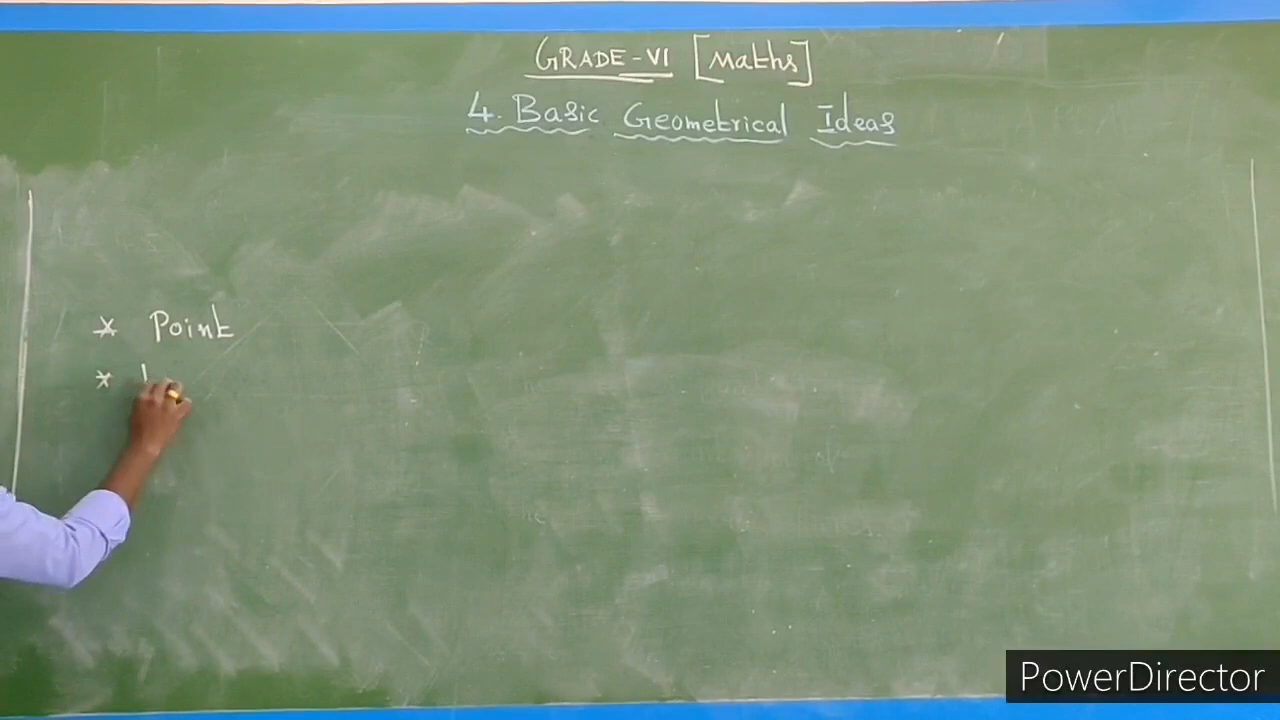 GRADE-VI [Maths]
4. Basic Geometrical Ideas
* Point
*
PowerDirector